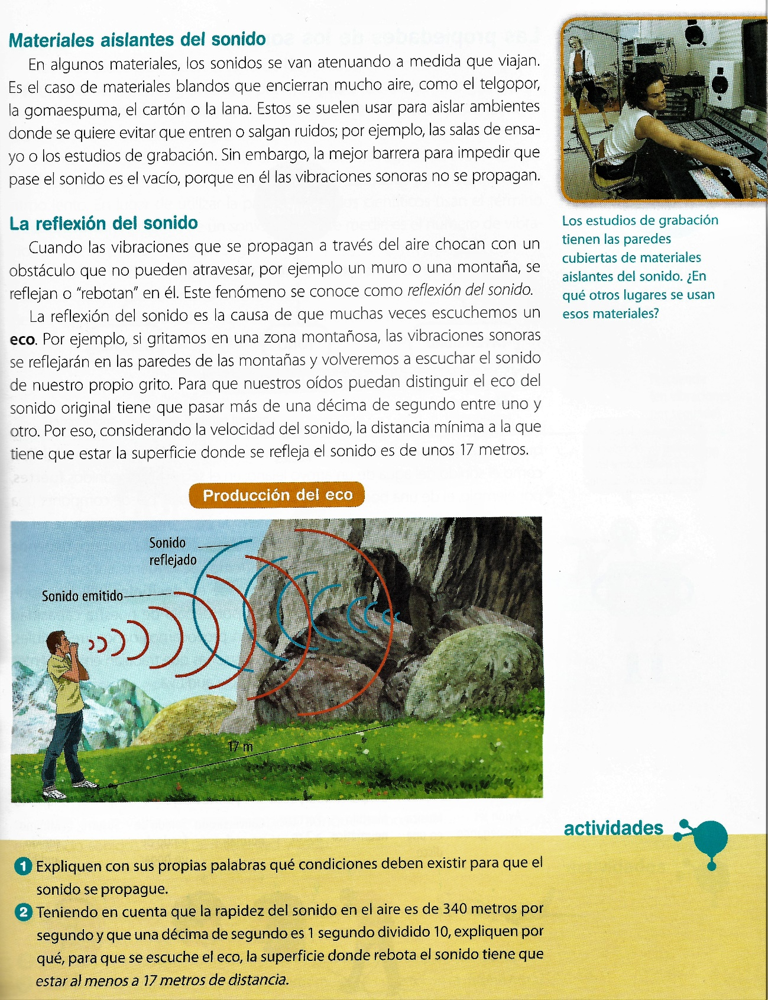 Materiales aislantes del sonido
En algunos materiales, los sonidos se van atenuando a medida que viajan.
Es el caso de materiales blandos que encierran mucho aire, como el telgopor,
la gomaespuma, el cartón o la lana. Estos se suelen usar para aislar ambientes
donde se quiere evitar que entren o salgan ruidos; por ejemplo, las salas de ensa-
yo o los estudios de grabación. Sin embargo, la mejor barrera para impedir que
pase el sonido es el vacío, porque en él las vibraciones sonoras no se propagan.
La reflexión del sonido
Cuando las vibraciones que se propagan a través del aire chocan con un
obstáculo que no pueden atravesar, por ejemplo un muro o una montaña, se
reflejan o “rebotan” en él. Este fenómeno se conoce como reflexión del sonido.
La reflexión del sonido es la causa de que muchas veces escuchemos un
eco. Por ejemplo, si gritamos en una zona montañosa, las vibraciones sonoras
se reflejarán en las paredes de las montañas y volveremos a escuchar el sonido
de nuestro propio grito. Para que nuestros oídos puedan distinguir el eco del
sonido original tiene que pasar más de una décima de segundo entre uno y
otro. Por eso, considerando la velocidad del sonido, la distancia mínima a la que
tiene que estar la superficie donde se refleja el sonido es de unos 17 metros.
Los estudios de grabación
tienen las paredes
cubiertas de materiales
aislantes del sonido. ¿En
qué otros lugares se usan
esos materiales?
Producción del eco
Sonido
reflejado
Sonido emitido
17 m
actividades
1 Expliquen con sus propias palabras qué condiciones deben existir para que el
sonido se propague.
2 Teniendo en cuenta que la rapidez del sonido en el aire es de 340 metros por
segundo y que una décima de segundo es 1 segundo dividido 10, expliquen por
qué, para que se escuche el eco, la superficie donde rebota el sonido tiene que
estar al menos a 17 metros de distancia.